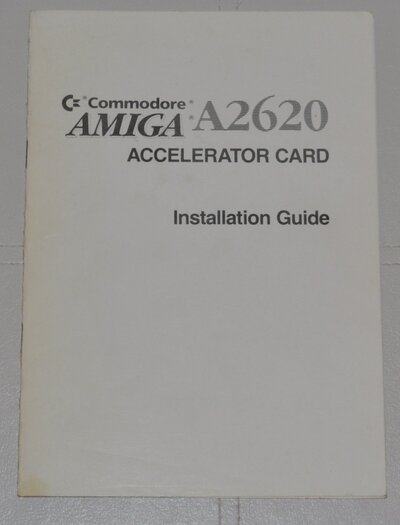 Commodore®
AMIGA® A2620
ACCELERATOR CARD
Installation Guide